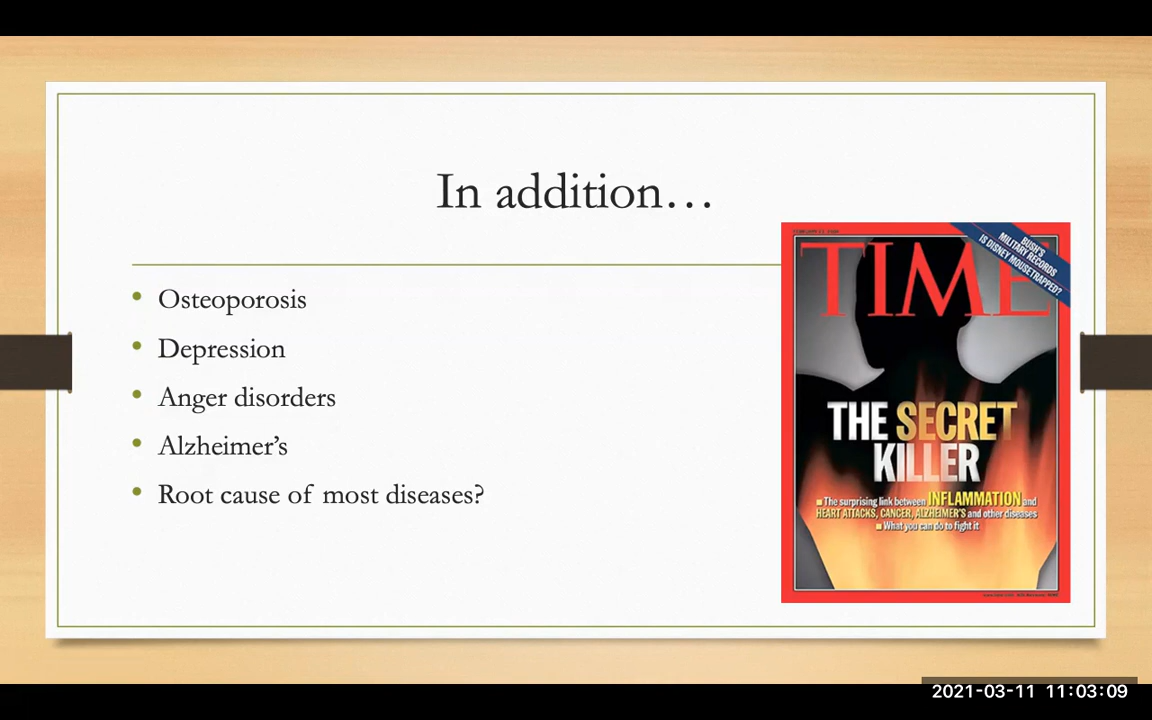 In addition…
• Osteoporosis
• Depression
• Anger disorders
• Alzheimer's
• Root cause of most diseases?
BUSH'S
MILITARY RECORDS
IS DISNEY MOUSETRAPPED?
TIME
THE SECRET
KILLER
The surprising link between INFLAMMATION and
HEART ATTACKS, CANCER, ALZHEIMER'S and other diseases
What you can do to fight it
2021-03-11 11:03:09